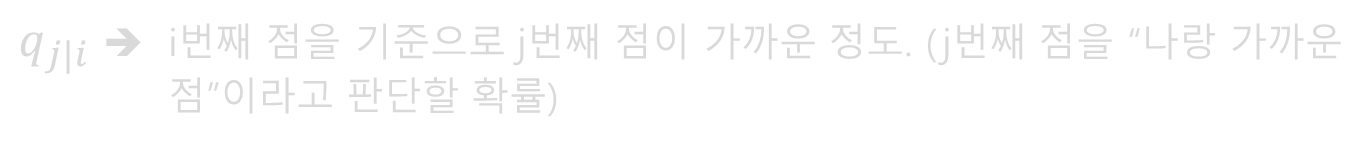 q_{j|i} ➔ i번째 점을 기준으로 j번째 점이 가까운 정도. (j번째 점을 “나랑 가까운
점”이라고 판단할 확률)